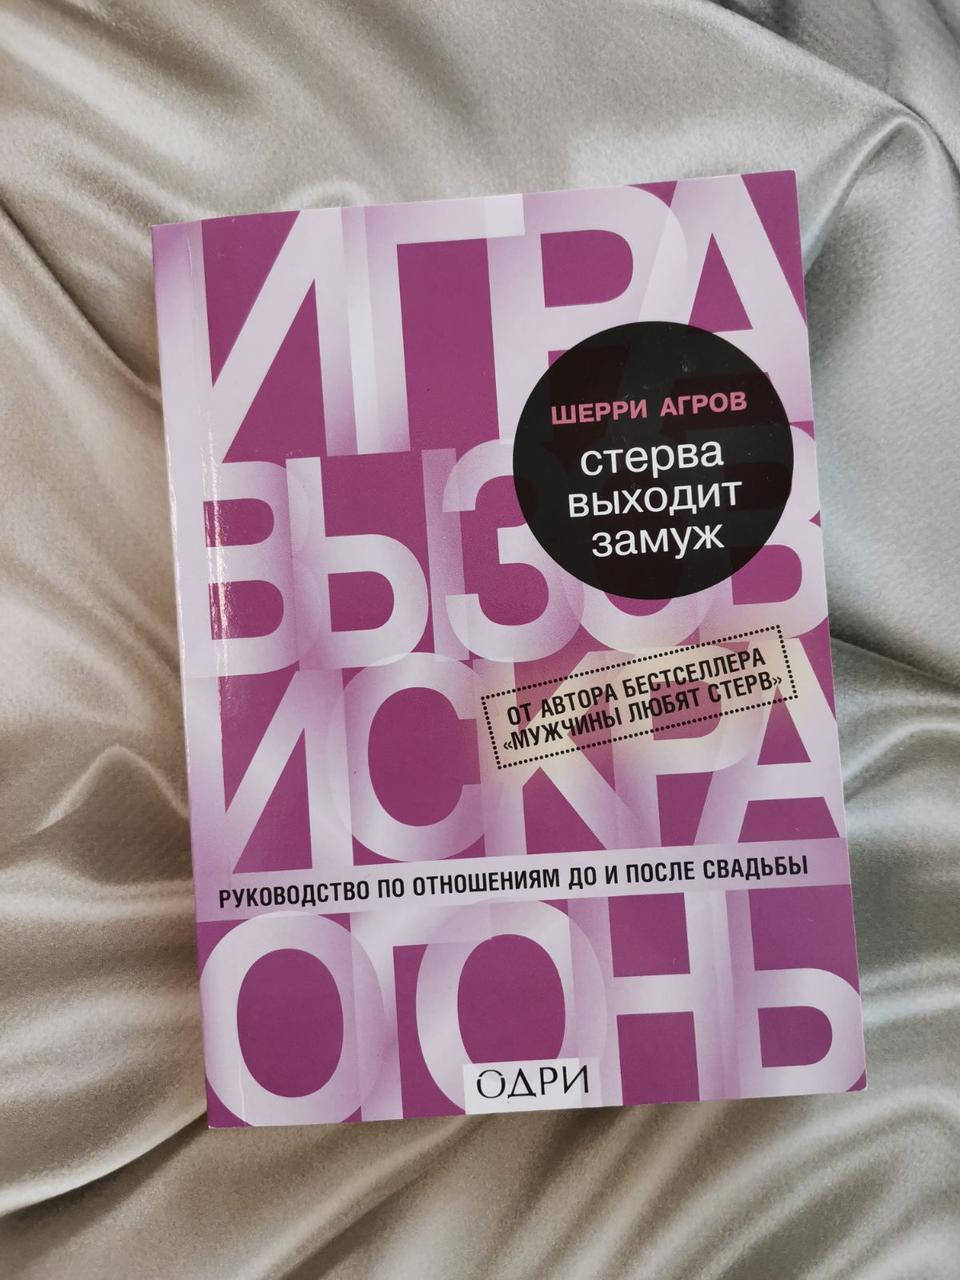 ИГРА
ШЕРРИ АГРОВ
стерва
выходит
замуж
ВЫЗОВ
ИСКРА
ОТ АВТОРА БЕСТСЕЛЛЕРА
«МУЖЧИНЫ ЛЮБЯТ СТЕРВ»
РУКОВОДСТВО ПО ОТНОШЕНИЯМ ДО И ПОСЛЕ СВАДЬБЫ
ОГОНЬ
ОДРИ